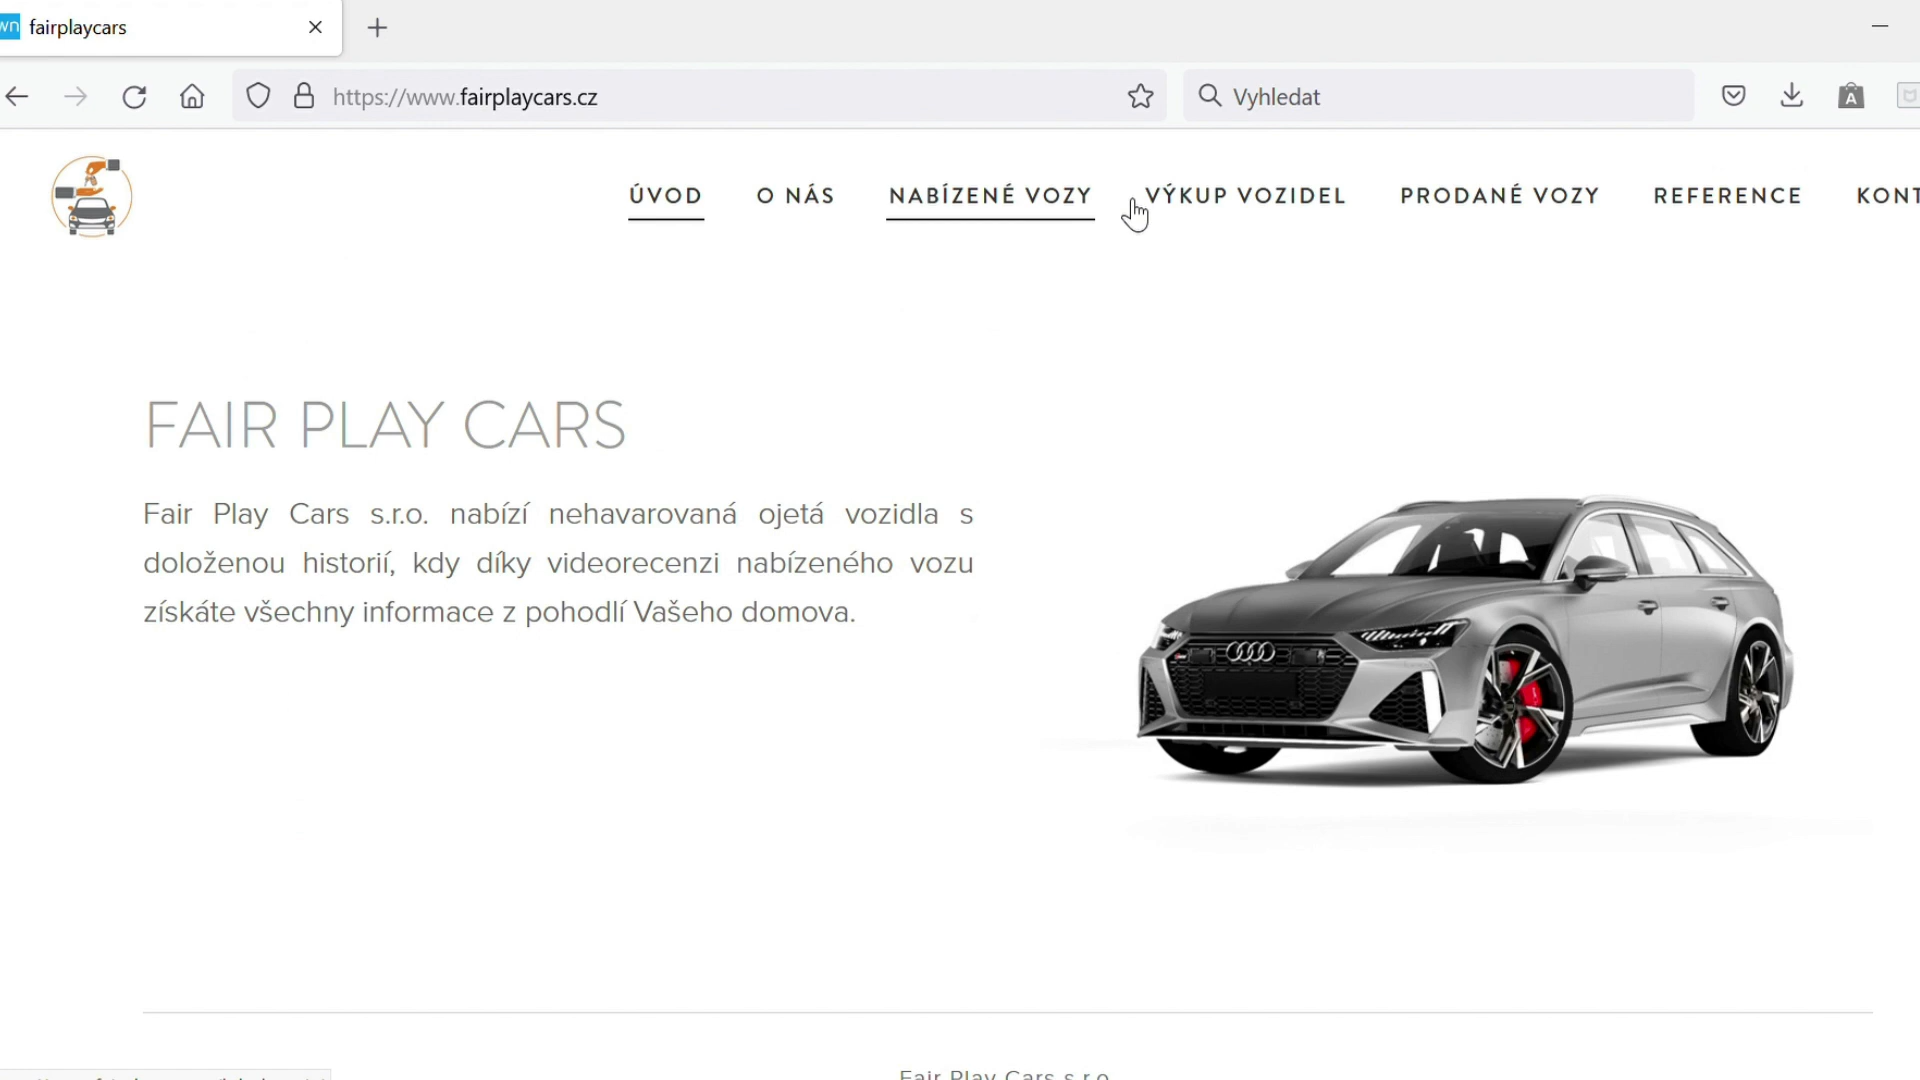 wn fairplaycars
https://www.fairplaycars.cz
Vyhledat
A
ÚVOD O NÁS NABÍZENÉ VOZY VÝKUP VOZIDEL PRODANÉ VOZY REFERENCE KONT
FAIR PLAY CARS
Fair Play Cars s.r.o. nabízí nehavarovaná ojetá vozidla s
doloženou historií, kdy díky videorecenzi nabízeného vozu
získáte všechny informace z pohodlí Vašeho domova.
Fair Play Cars s.r.o.